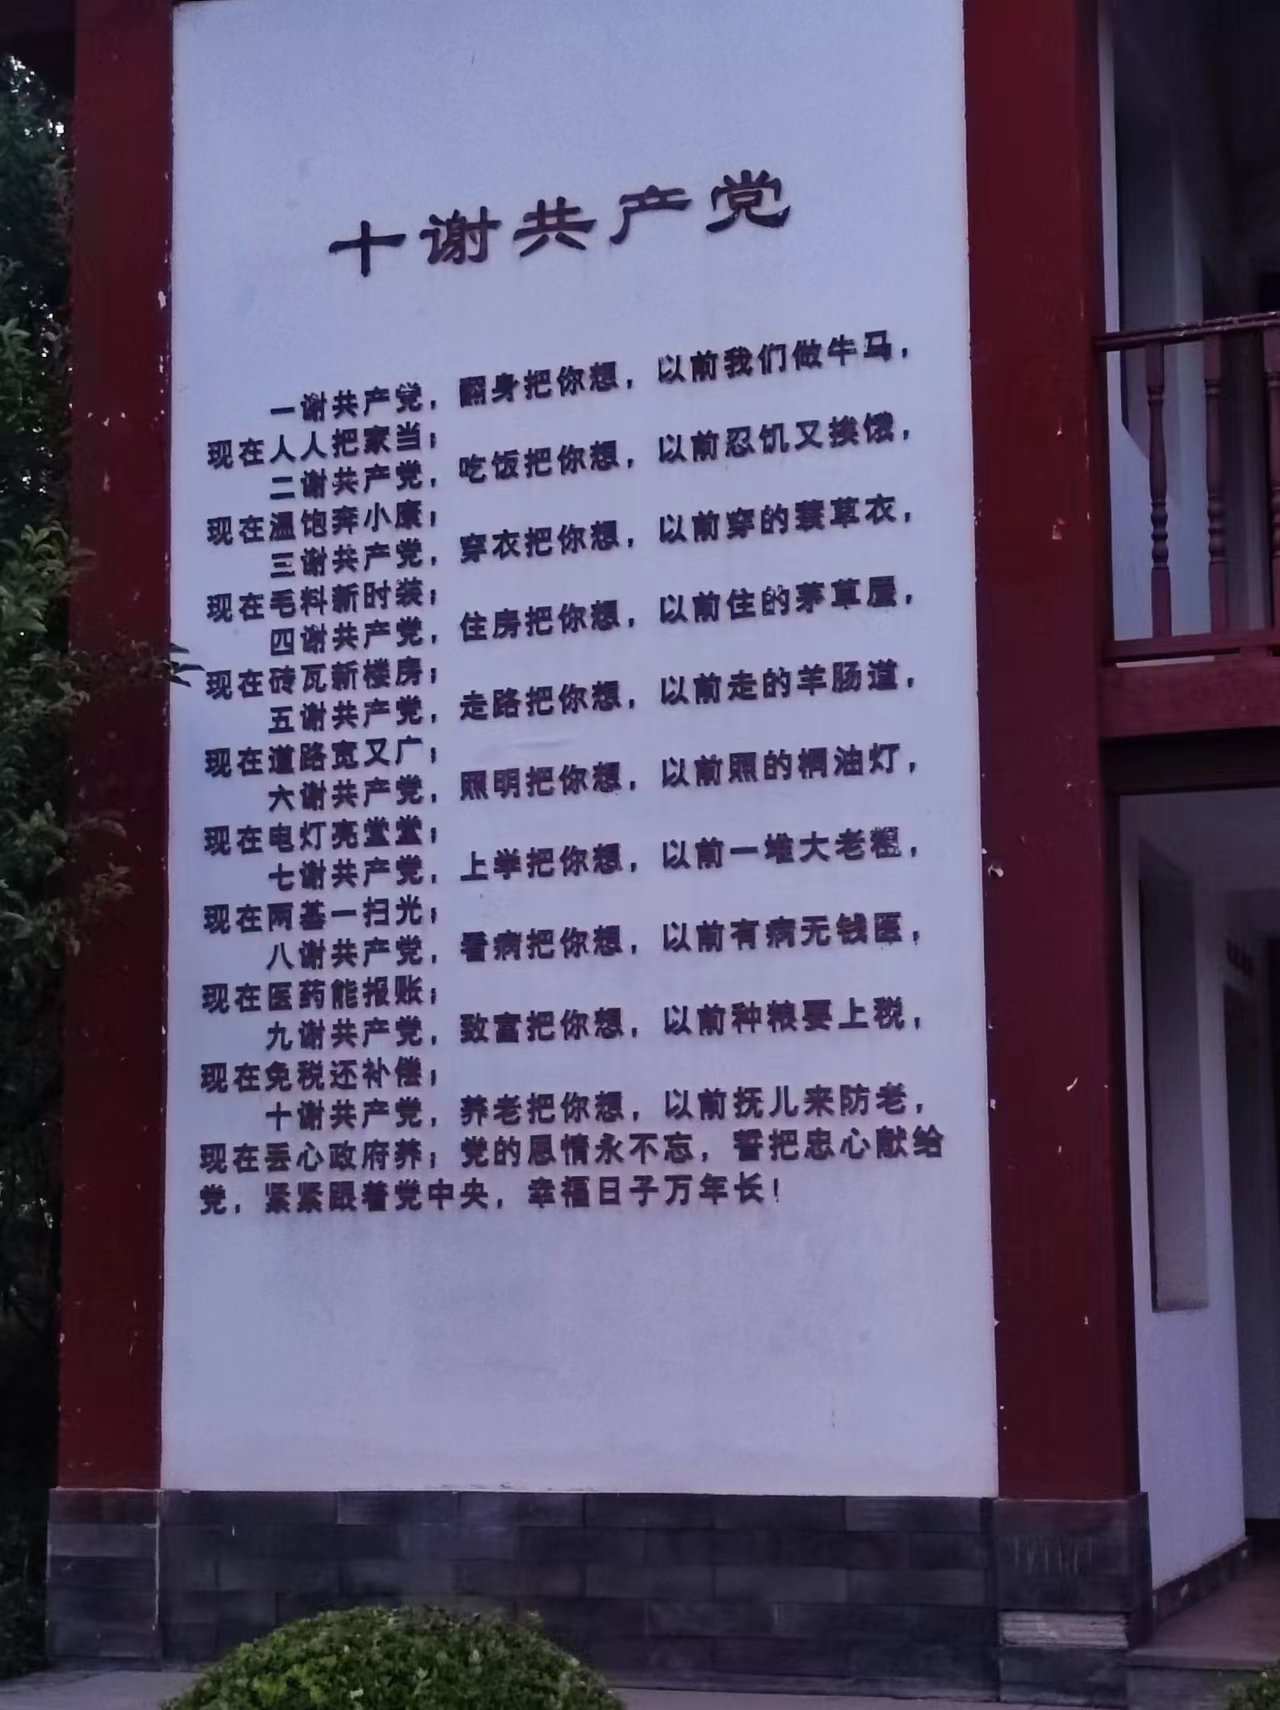 十谢共产党
一谢共产党，翻身把你想，以前我们做牛马，
现在人人把家当；
二谢共产党，吃饭把你想，以前忍饥又挨饿，
现在温饱奔小康；
三谢共产党，穿衣把你想，以前穿的蓑草衣，
现在毛料新时装；
四谢共产党，住房把你想，以前住的茅草屋，
现在砖瓦新楼房；
五谢共产党，走路把你想，以前走的羊肠道，
现在道路宽又广；
六谢共产党，照明把你想，以前照的桐油灯，
现在电灯亮堂堂；
七谢共产党，上学把你想，以前一堆大老粗，
现在两基一扫光；
八谢共产党，看病把你想，以前有病无钱医，
现在医药能报账；
九谢共产党，致富把你想，以前种粮要上税，
现在免税还补偿；
十谢共产党，养老把你想，以前抚儿来防老，
现在丢心政府养；党的恩情永不忘，誓把忠心献给
党，紧紧跟着党中央，幸福日子万年长！